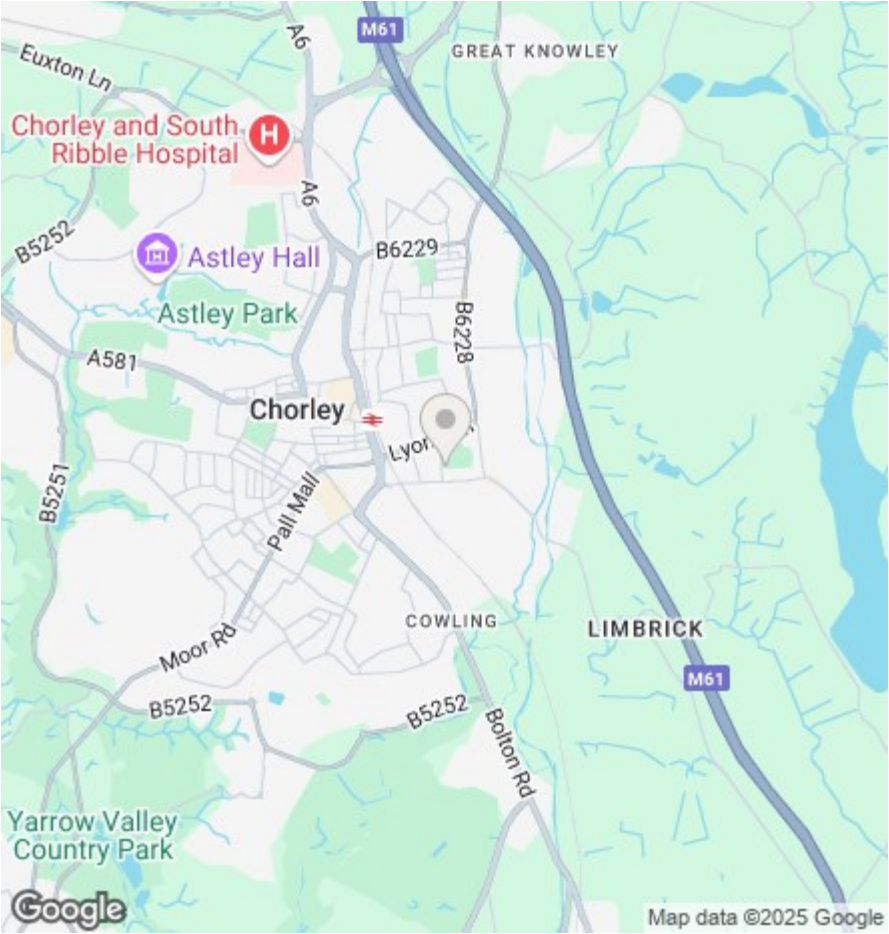 A6
M61
GREAT KNOWLEY
Euxton Ln
Chorley and South
Ribble Hospital
H
A6
B5252
Astley Hall
B6229
Astley Park
B6228
A581
Chorley
B5251
Pall Mall
COWLING
LIMBRICK
Moor Rd
M61
B5252
B5252
Bolton Rd
Yarrow Valley
Country Park
Google
Map data ©2025 Google